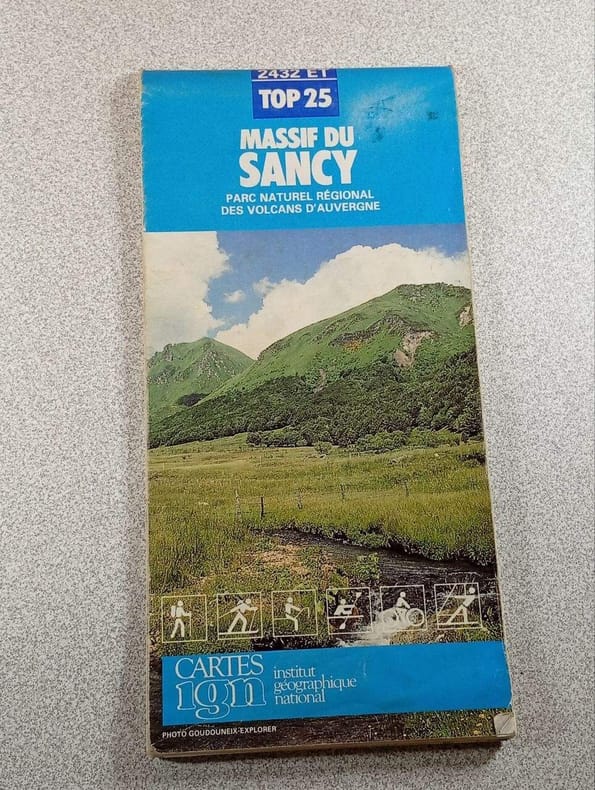 2432 ET
TOP 25
MASSIF DU
SANCY
PARC NATUREL RÉGIONAL
DES VOLCANS D'AUVERGNE
CARTES
ign
institut
géographique
national
PHOTO GOUDOUNEIX-EXPLORER